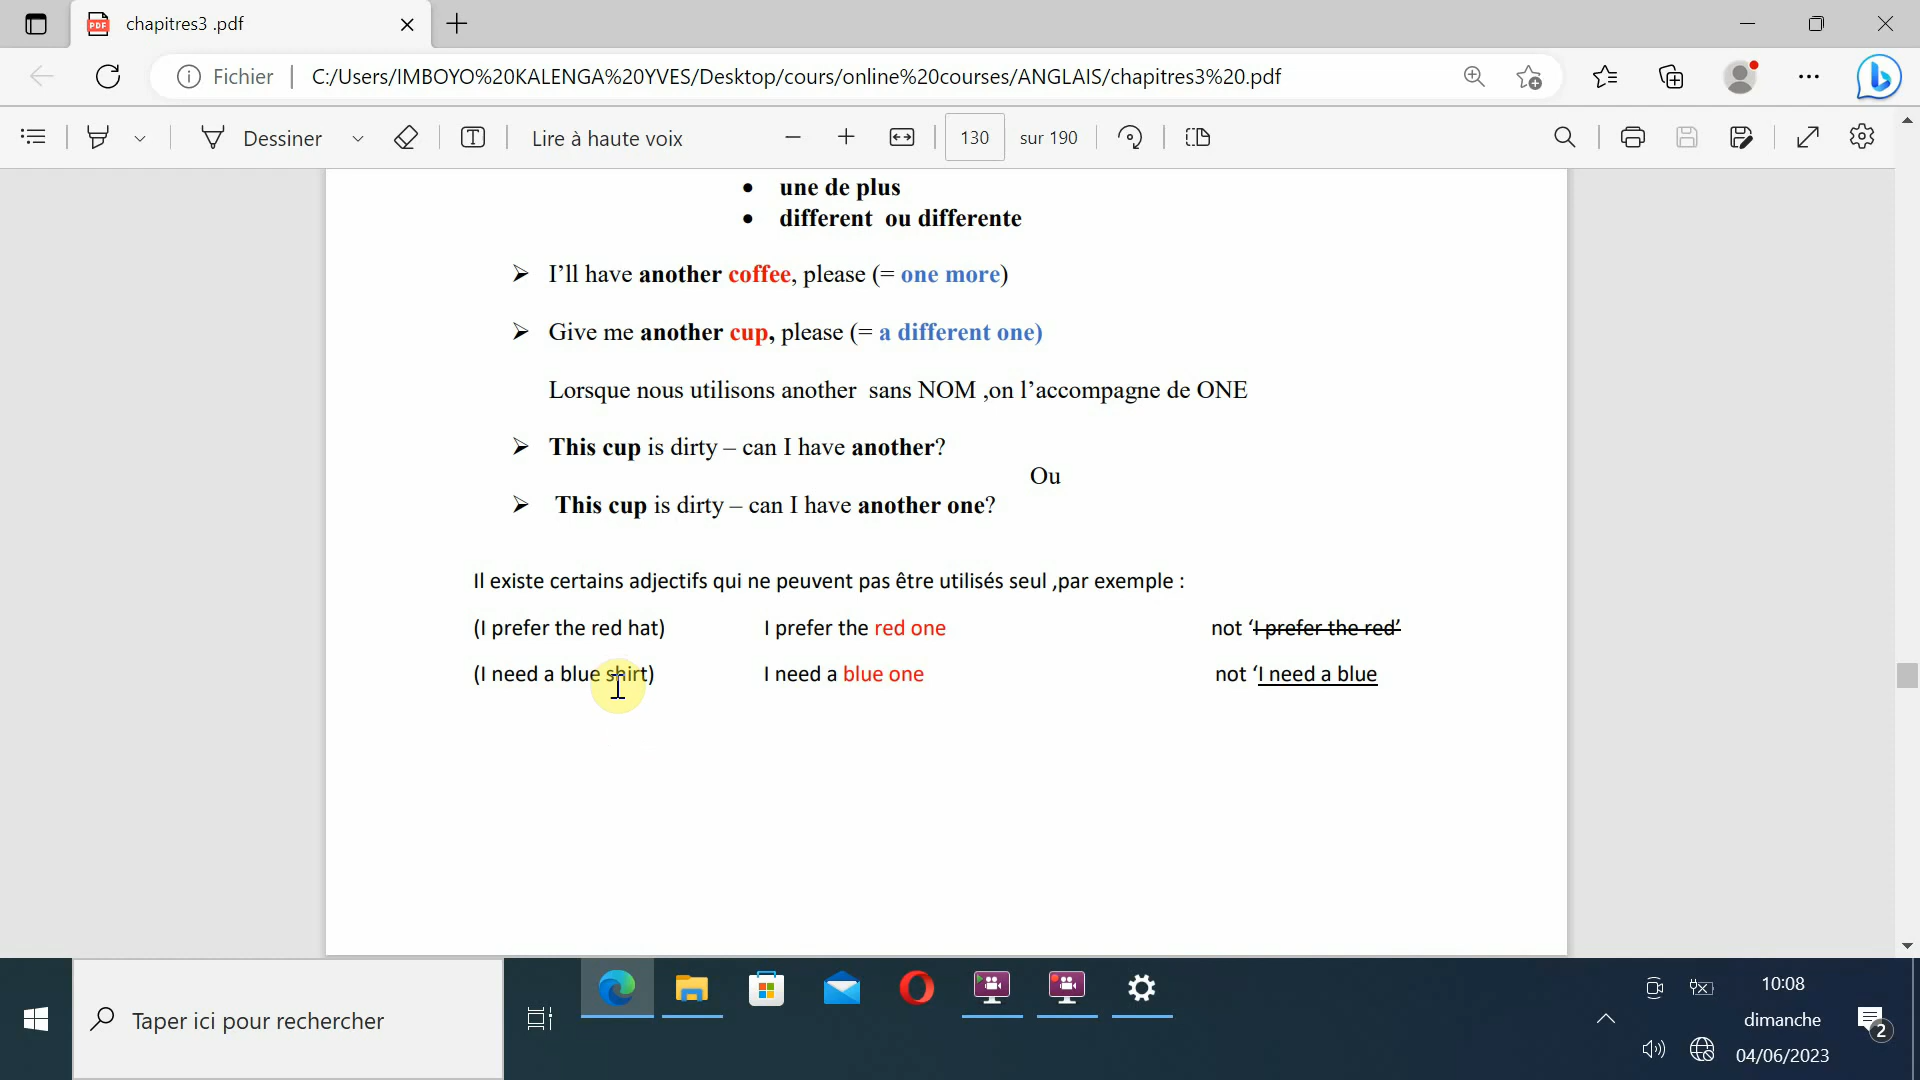 chapitres3 .pdf
Fichier
C:/Users/IMBOYO%20KALENGA%20YVES/Desktop/cours/online%20courses/ANGLAIS/chapitres3%20.pdf
Dessiner
Lire à haute voix
130 sur 190
• une de plus
• different ou differente
➢ I'll have another coffee, please (= one more)
➢ Give me another cup, please (= a different one)
Lorsque nous utilisons another sans NOM ,on l'accompagne de ONE
➢ This cup is dirty – can I have another?
Ou
➢ This cup is dirty – can I have another one?
Il existe certains adjectifs qui ne peuvent pas être utilisés seul ,par exemple :
(I prefer the red hat) I prefer the red one not 'I prefer the red'
(I need a blue shirt) I need a blue one not 'I need a blue
Taper ici pour rechercher
10:08
dimanche
04/06/2023
2